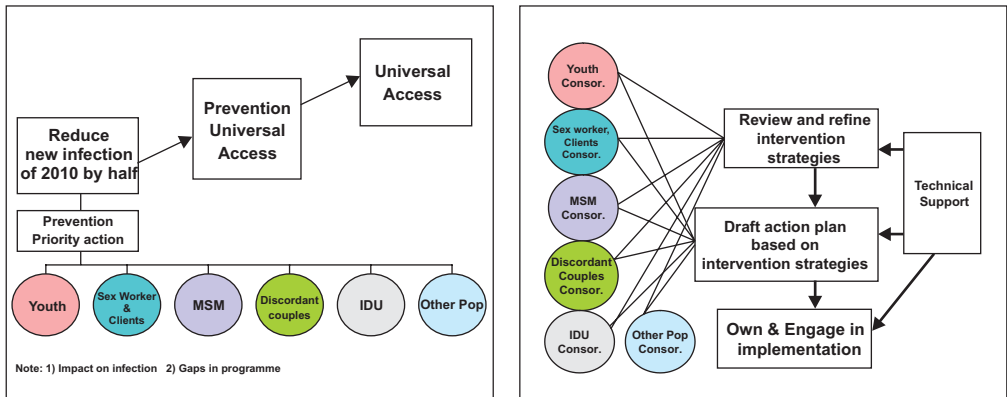 Universal
Access
Prevention
Universal
Access
Reduce
new infection
of 2010 by half
Prevention
Priority action
Youth
Sex Worker
&
Clients
MSM
Discordant
couples
IDU
Other Pop
Note: 1) Impact on infection 2) Gaps in programme
Youth
Consor.
Sex worker,
Clients
Consor.
MSM
Consor.
Discordant
Couples
Consor.
IDU
Consor.
Other Pop
Consor.
Review and refine
intervention
strategies
Draft action plan
based on
intervention strategies
Own & Engage in
implementation
Technical
Support